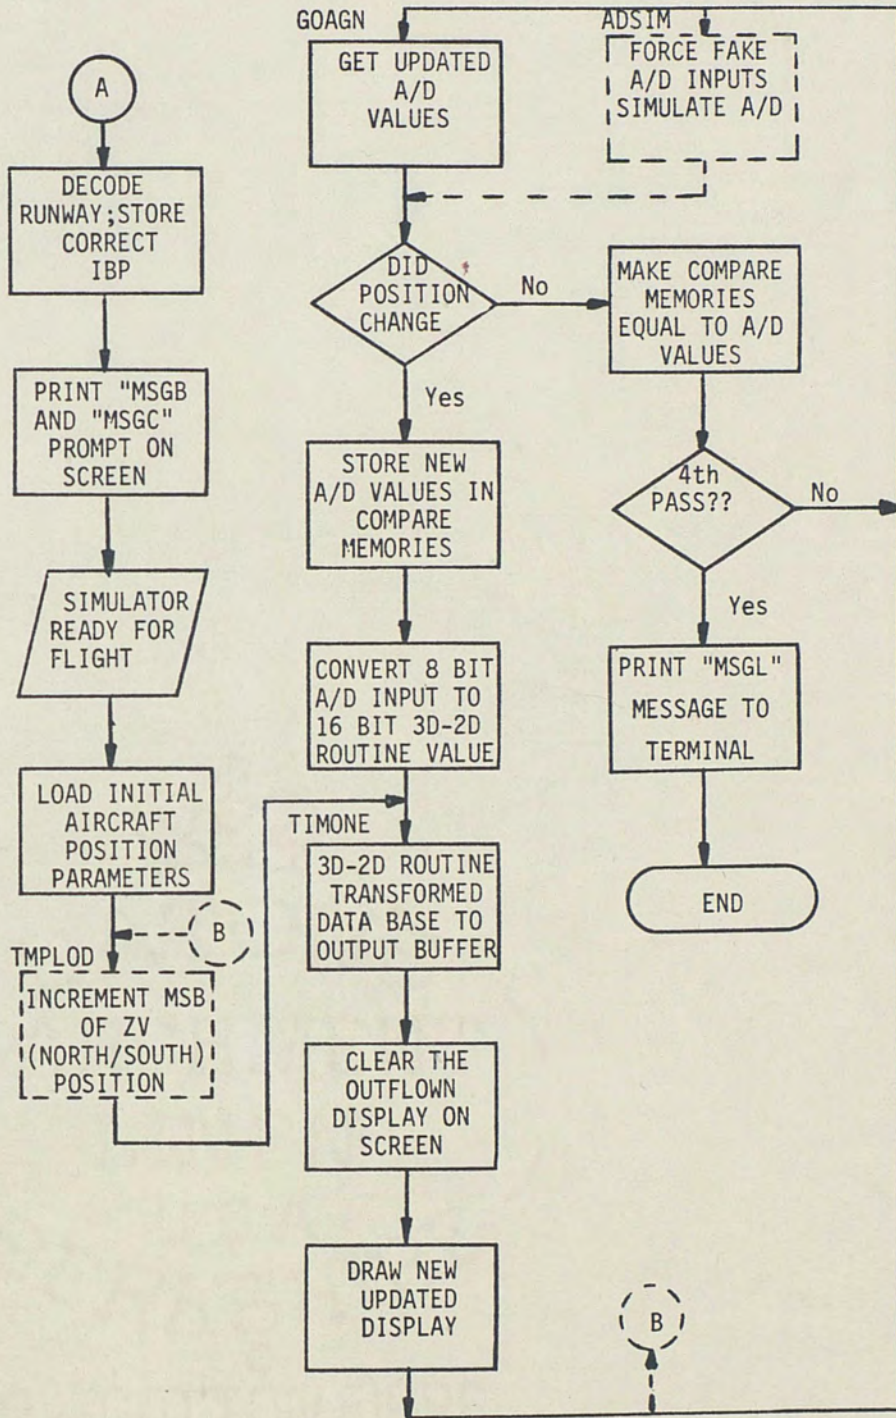 A
DECODE
RUNWAY;STORE
CORRECT
IBP
PRINT "MSGB
AND "MSGC"
PROMPT ON
SCREEN
SIMULATOR
READY FOR
FLIGHT
LOAD INITIAL
AIRCRAFT
POSITION
PARAMETERS
B
TMPLOD
INCREMENT MSB
OF ZV
(NORTH/SOUTH)
POSITION
GOAGN
GET UPDATED
A/D
VALUES
DID
POSITION
CHANGE
No
Yes
STORE NEW
A/D VALUES IN
COMPARE
MEMORIES
CONVERT 8 BIT
A/D INPUT TO
16 BIT 3D-2D
ROUTINE VALUE
TIMONE
3D-2D ROUTINE
TRANSFORMED
DATA BASE TO
OUTPUT BUFFER
CLEAR THE
OUTFLOWN
DISPLAY ON
SCREEN
DRAW NEW
UPDATED
DISPLAY
ADSIM
FORCE FAKE
A/D INPUTS
SIMULATE A/D
MAKE COMPARE
MEMORIES
EQUAL TO A/D
VALUES
4th
PASS??
No
Yes
PRINT "MSGL"
MESSAGE TO
TERMINAL
END
B